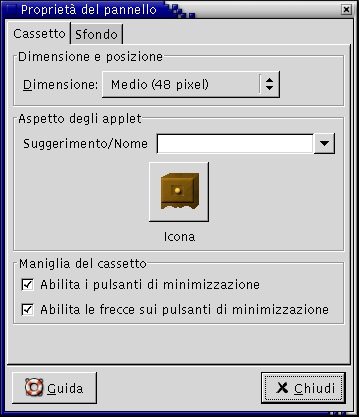 Proprietà del pannello
Cassetto Sfondo
Dimensione e posizione
Dimensione: Medio (48 pixel)
Aspetto degli applet
Suggerimento/Nome
Icona
Maniglia del cassetto
Abilita i pulsanti di minimizzazione
Abilita le frecce sui pulsanti di minimizzazione
Guida Chiudi